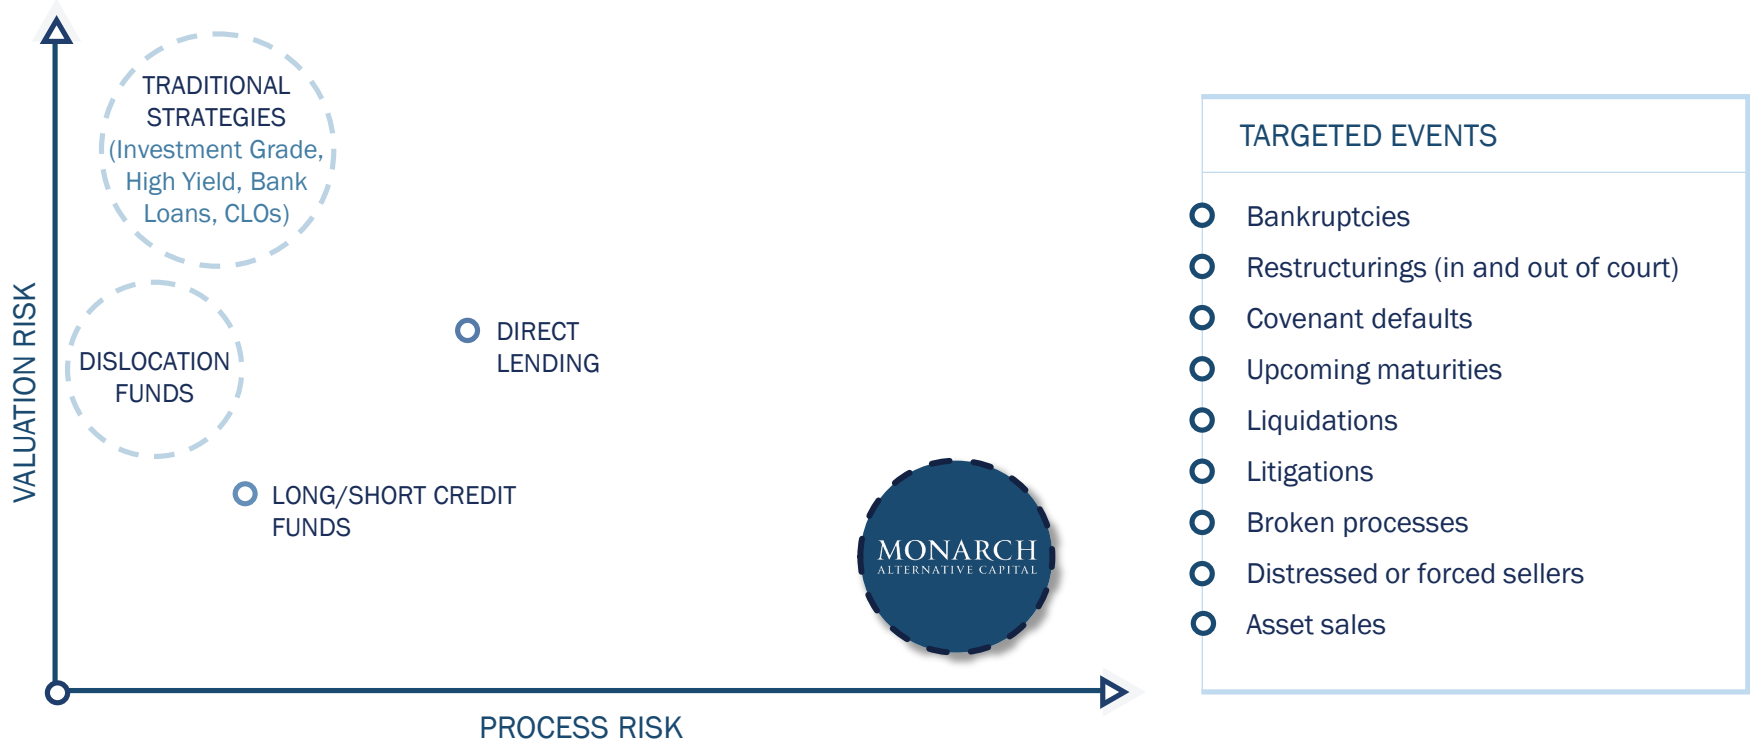 TRADITIONAL
STRATEGIES
(Investment Grade,
High Yield, Bank
Loans, CLOs)
DISLOCATION
FUNDS
DIRECT
LENDING
LONG/SHORT CREDIT
FUNDS
MONARCH
ALTERNATIVE CAPITAL
VALUATION RISK
PROCESS RISK
TARGETED EVENTS
Bankruptcies
Restructurings (in and out of court)
Covenant defaults
Upcoming maturities
Liquidations
Litigations
Broken processes
Distressed or forced sellers
Asset sales